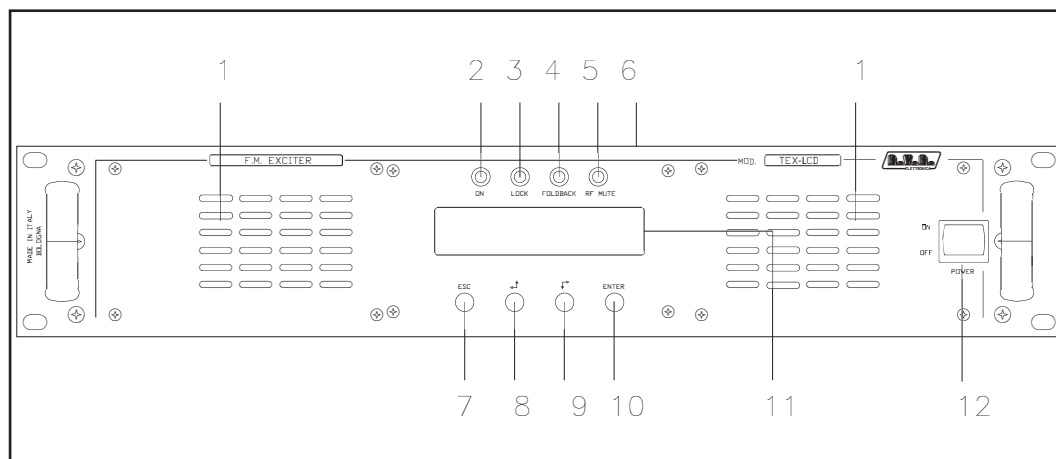 1 2 3 4 5 6 1
F.M. EXCITER
MOD. TEX-LCD
R.V.R.
ELETTRONICA
ON LOCK FOLDBACK RF MUTE
MADE IN ITALY
BOLOGNA
ON
OFF
POWER
ESC ENTER
7 8 9 10 11 12